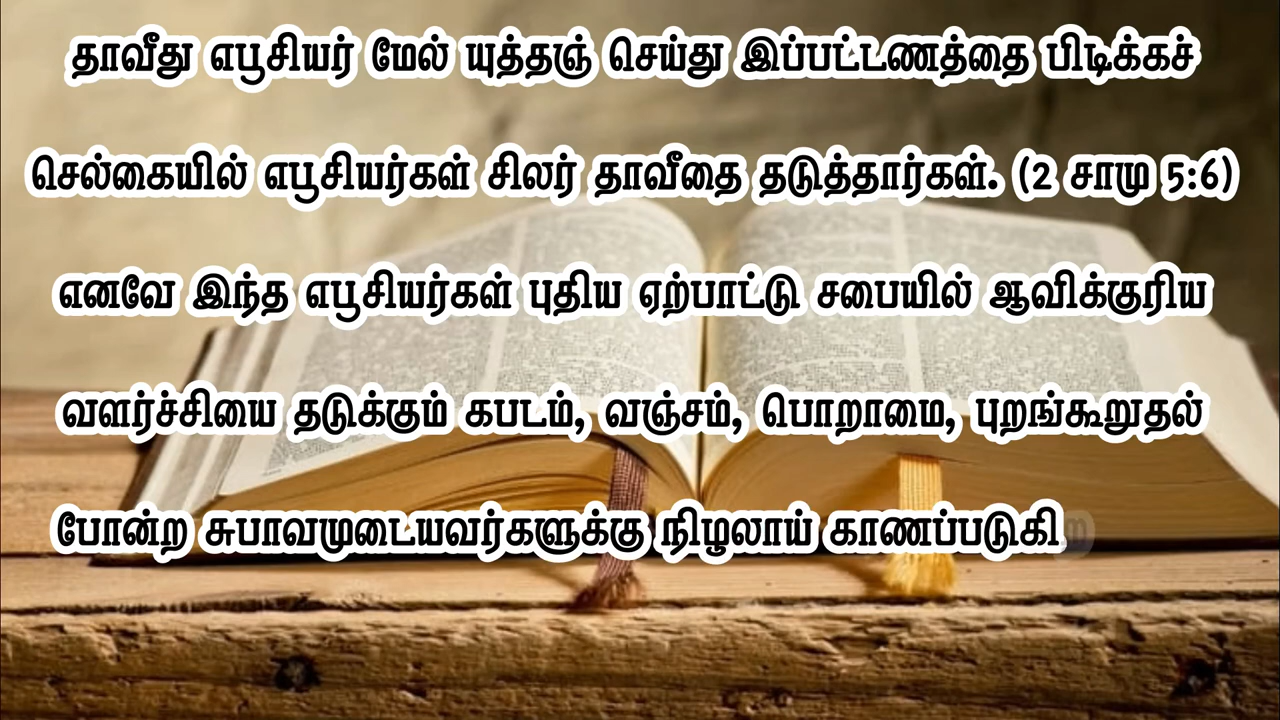 தாவீது எபூசியர் மேல் யுத்தஞ் செய்து இப்பட்டணத்தை பிடிக்கச்
செல்கையில் எபூசியர்கள் சிலர் தாவீதை தடுத்தார்கள். (2 சாமு 5:6)
எனவே இந்த எபூசியர்கள் புதிய ஏற்பாட்டு சபையில் ஆவிக்குரிய
வளர்ச்சியை தடுக்கும் கபடம், வஞ்சம், பொறாமை, புறங்கூறுதல்
போன்ற சுபாவமுடையவர்களுக்கு நிழலாய் காணப்படுகிற